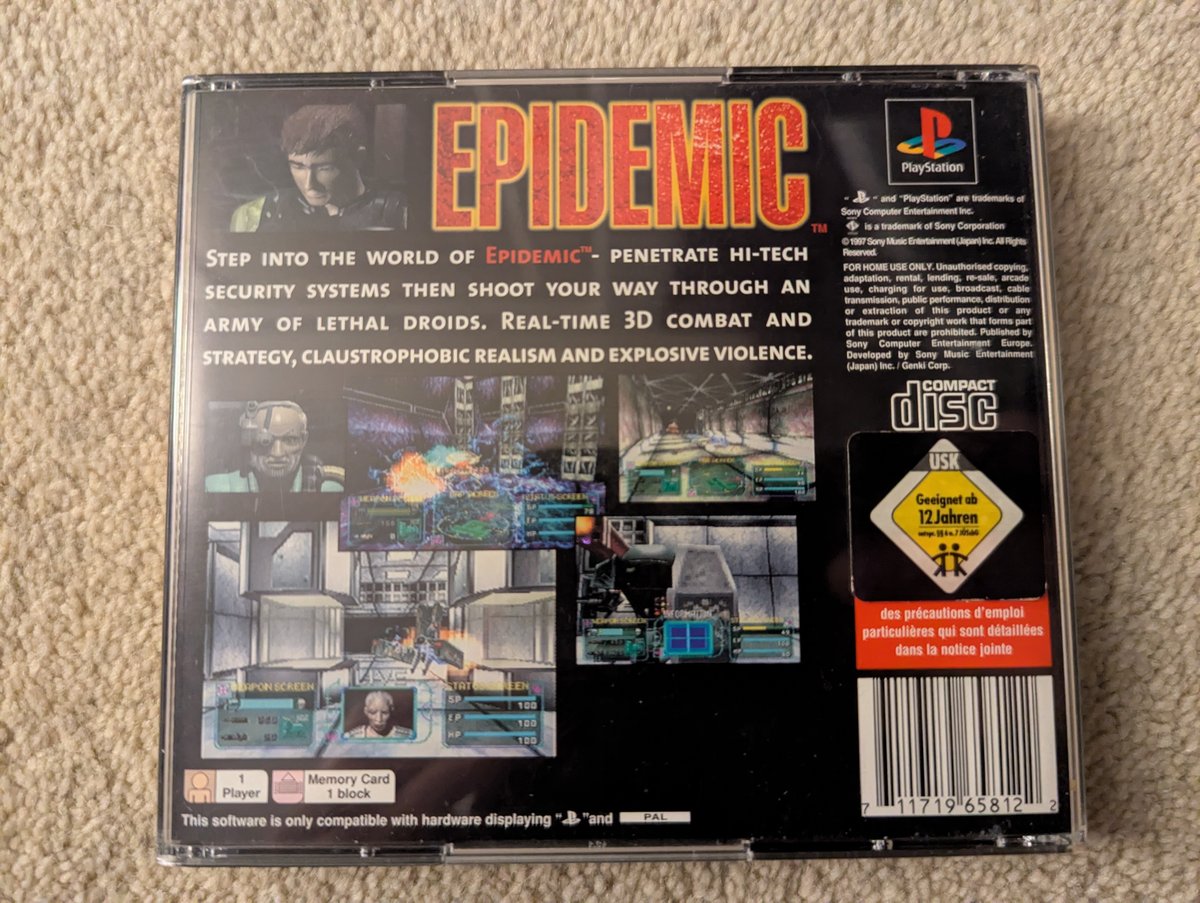 EPIDEMIC
TM
STEP INTO THE WORLD OF EPIDEMIC™- PENETRATE HI-TECH
SECURITY SYSTEMS THEN SHOOT YOUR WAY THROUGH AN
ARMY OF LETHAL DROIDS. REAL-TIME 3D COMBAT AND
STRATEGY, CLAUSTROPHOBIC REALISM AND EXPLOSIVE VIOLENCE.
PlayStation
" " and "PlayStation" are trademarks of
Sony Computer Entertainment Inc.
is a trademark of Sony Corporation
©1997 Sony Music Entertainment (Japan) Inc. All Rights
Reserved.
FOR HOME USE ONLY. Unauthorised copying,
adaptation, rental, lending, re-sale, arcade
use, charging for use, broadcast, cable
transmission, public performance, distribution
or extraction of this product or any
trademark or copyright work that forms part
of this product are prohibited. Published by
Sony Computer Entertainment Europe.
Developed by Sony Music Entertainment
(Japan) Inc. / Genki Corp.
COMPACT
disc
USK
Geeignet ab
12 Jahren
des précautions d'emploi
particulières qui sont détaillées
dans la notice jointe
MAP SCREEN
STATUS SCREEN
INFORMATION
WEAPON SCREEN
WEAPON SCREEN
LIVE
STATUS SCREEN
SP 100
EP 100
HP 100
1
Player
Memory Card
1 block
This software is only compatible with hardware displaying " " and PAL
7 11719 65812 2